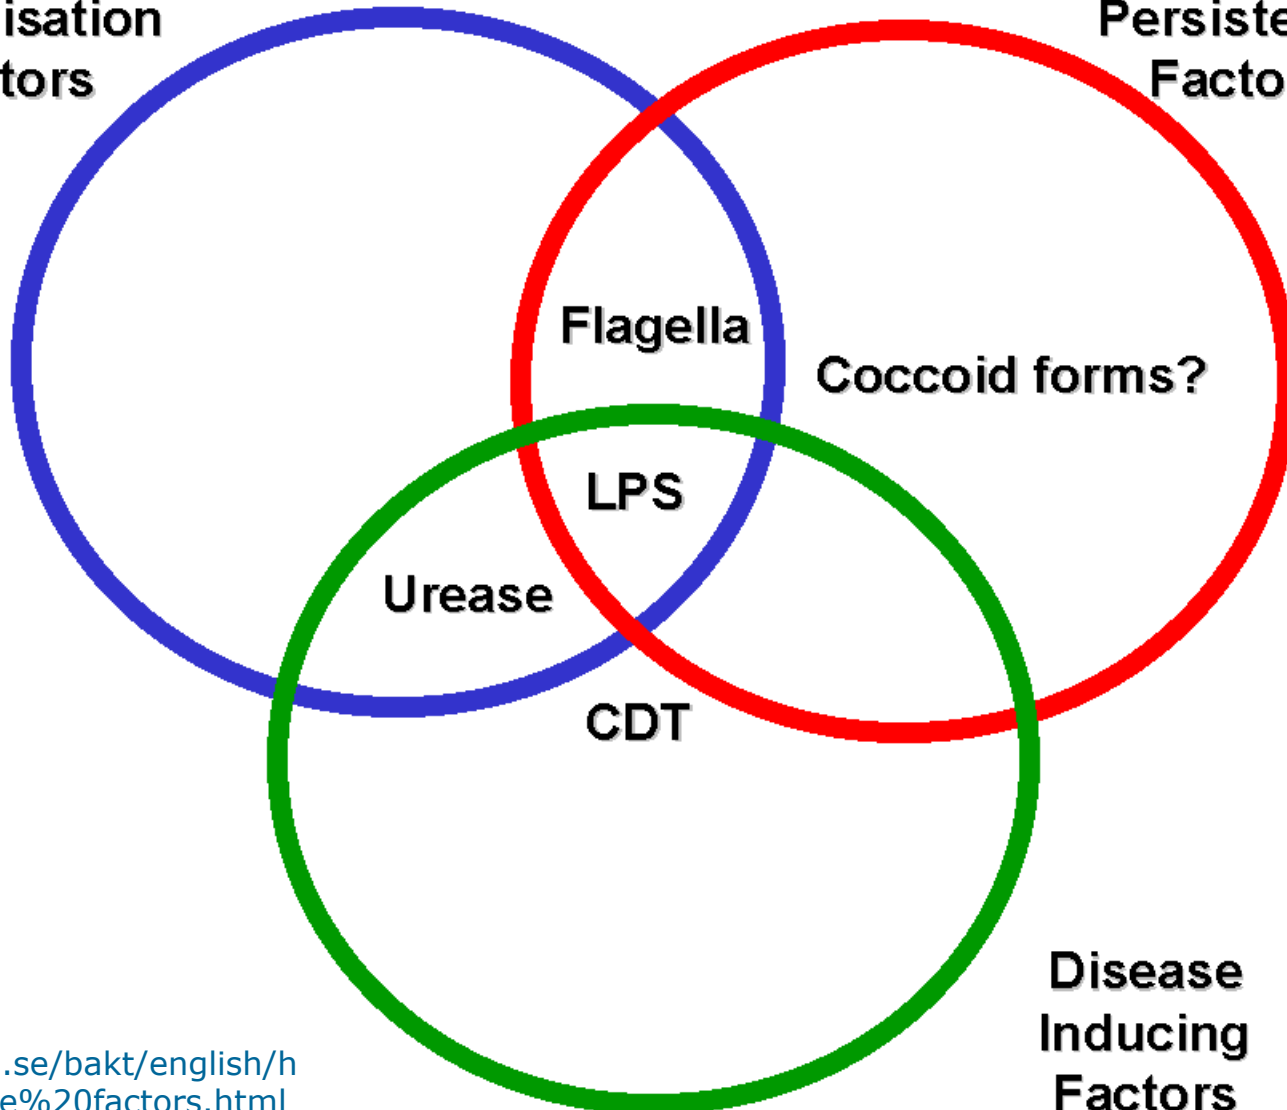 isation
tors
Persiste
Facto
Flagella
Coccoid forms?
LPS
Urease
CDT
Disease
Inducing
Factors
.se/bakt/english/h
e%20factors.html